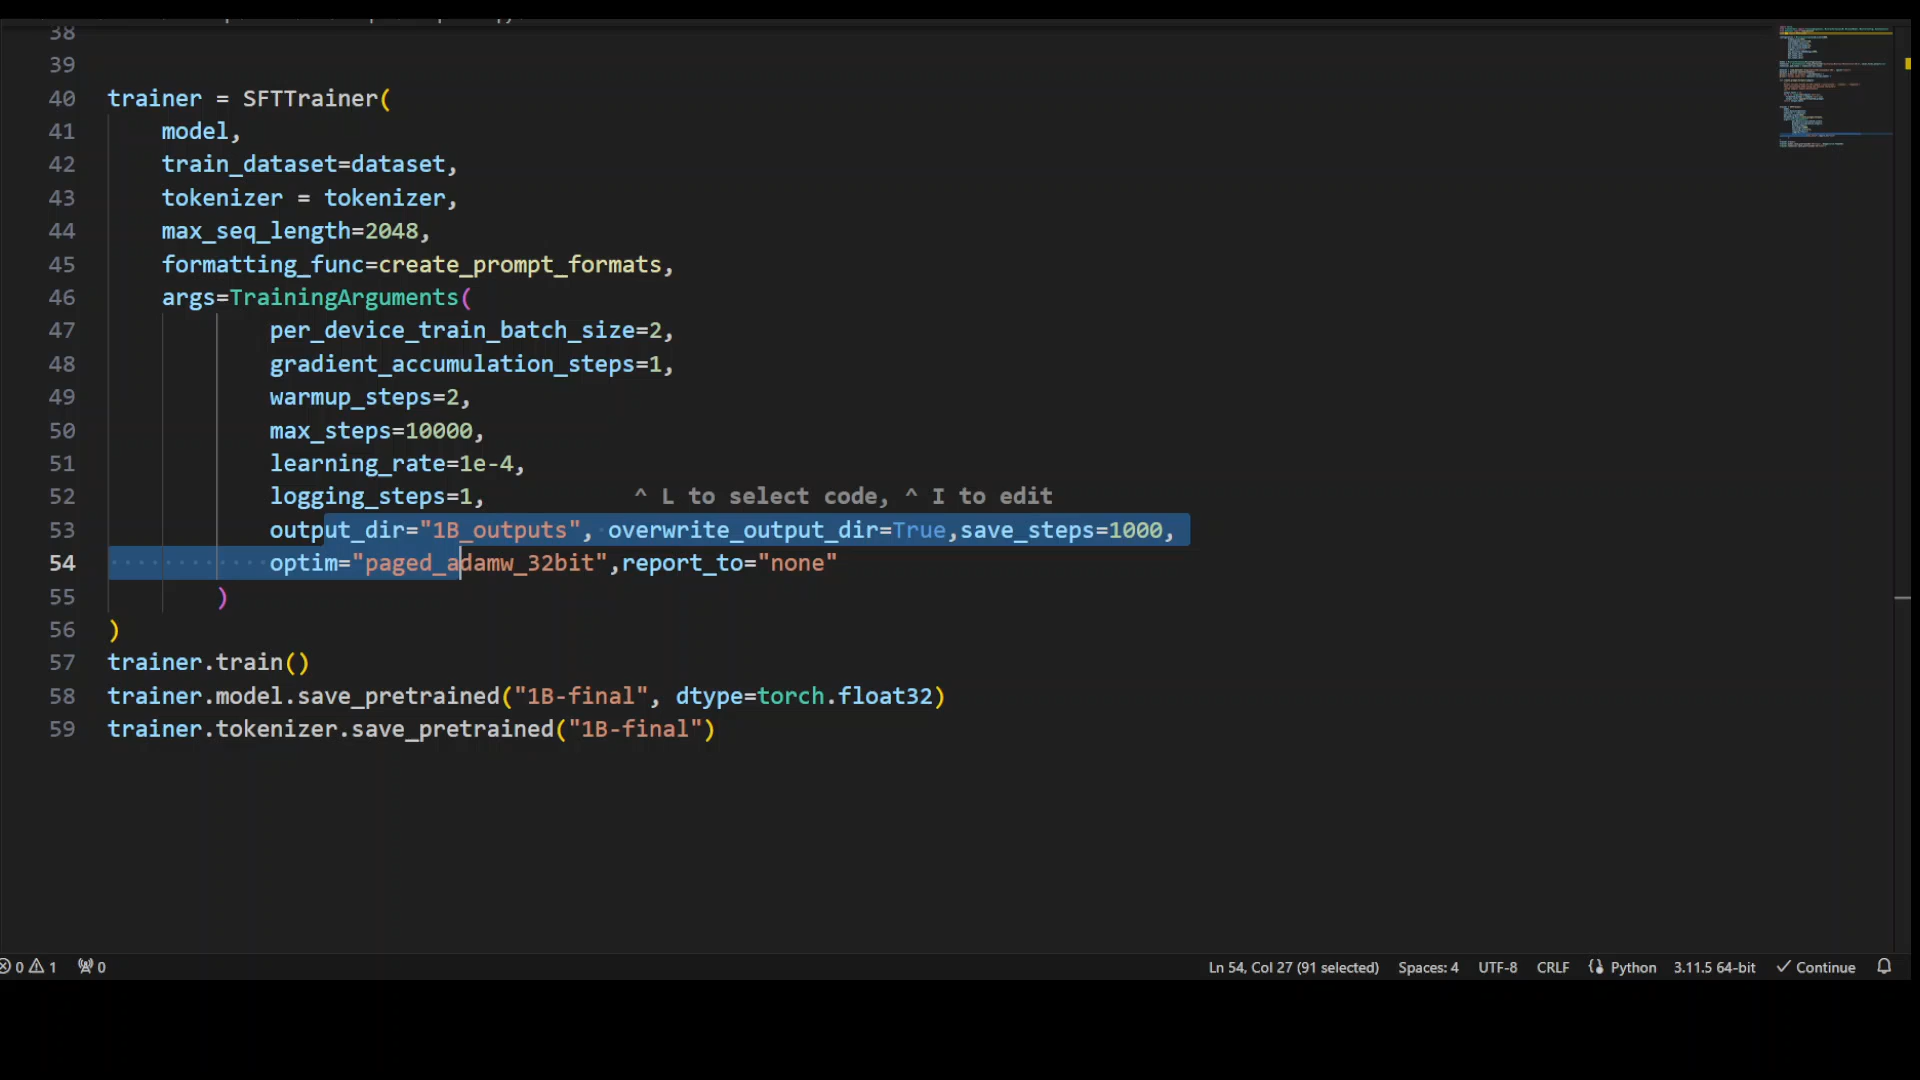 38
39
40 trainer = SFTTrainer(
41 model,
42 train_dataset=dataset,
43 tokenizer = tokenizer,
44 max_seq_length=2048,
45 formatting_func=create_prompt_formats,
46 args=TrainingArguments(
47 per_device_train_batch_size=2,
48 gradient_accumulation_steps=1,
49 warmup_steps=2,
50 max_steps=10000,
51 learning_rate=1e-4,
52 logging_steps=1, ^ L to select code, ^ I to edit
53 output_dir="1B_outputs", overwrite_output_dir=True,save_steps=1000,
54 optim="paged_adamw_32bit",report_to="none"
55 )
56 )
57 trainer.train()
58 trainer.model.save_pretrained("1B-final", dtype=torch.float32)
59 trainer.tokenizer.save_pretrained("1B-final")
0 1 0 Ln 54, Col 27 (91 selected) Spaces: 4 UTF-8 CRLF Python 3.11.5 64-bit Continue